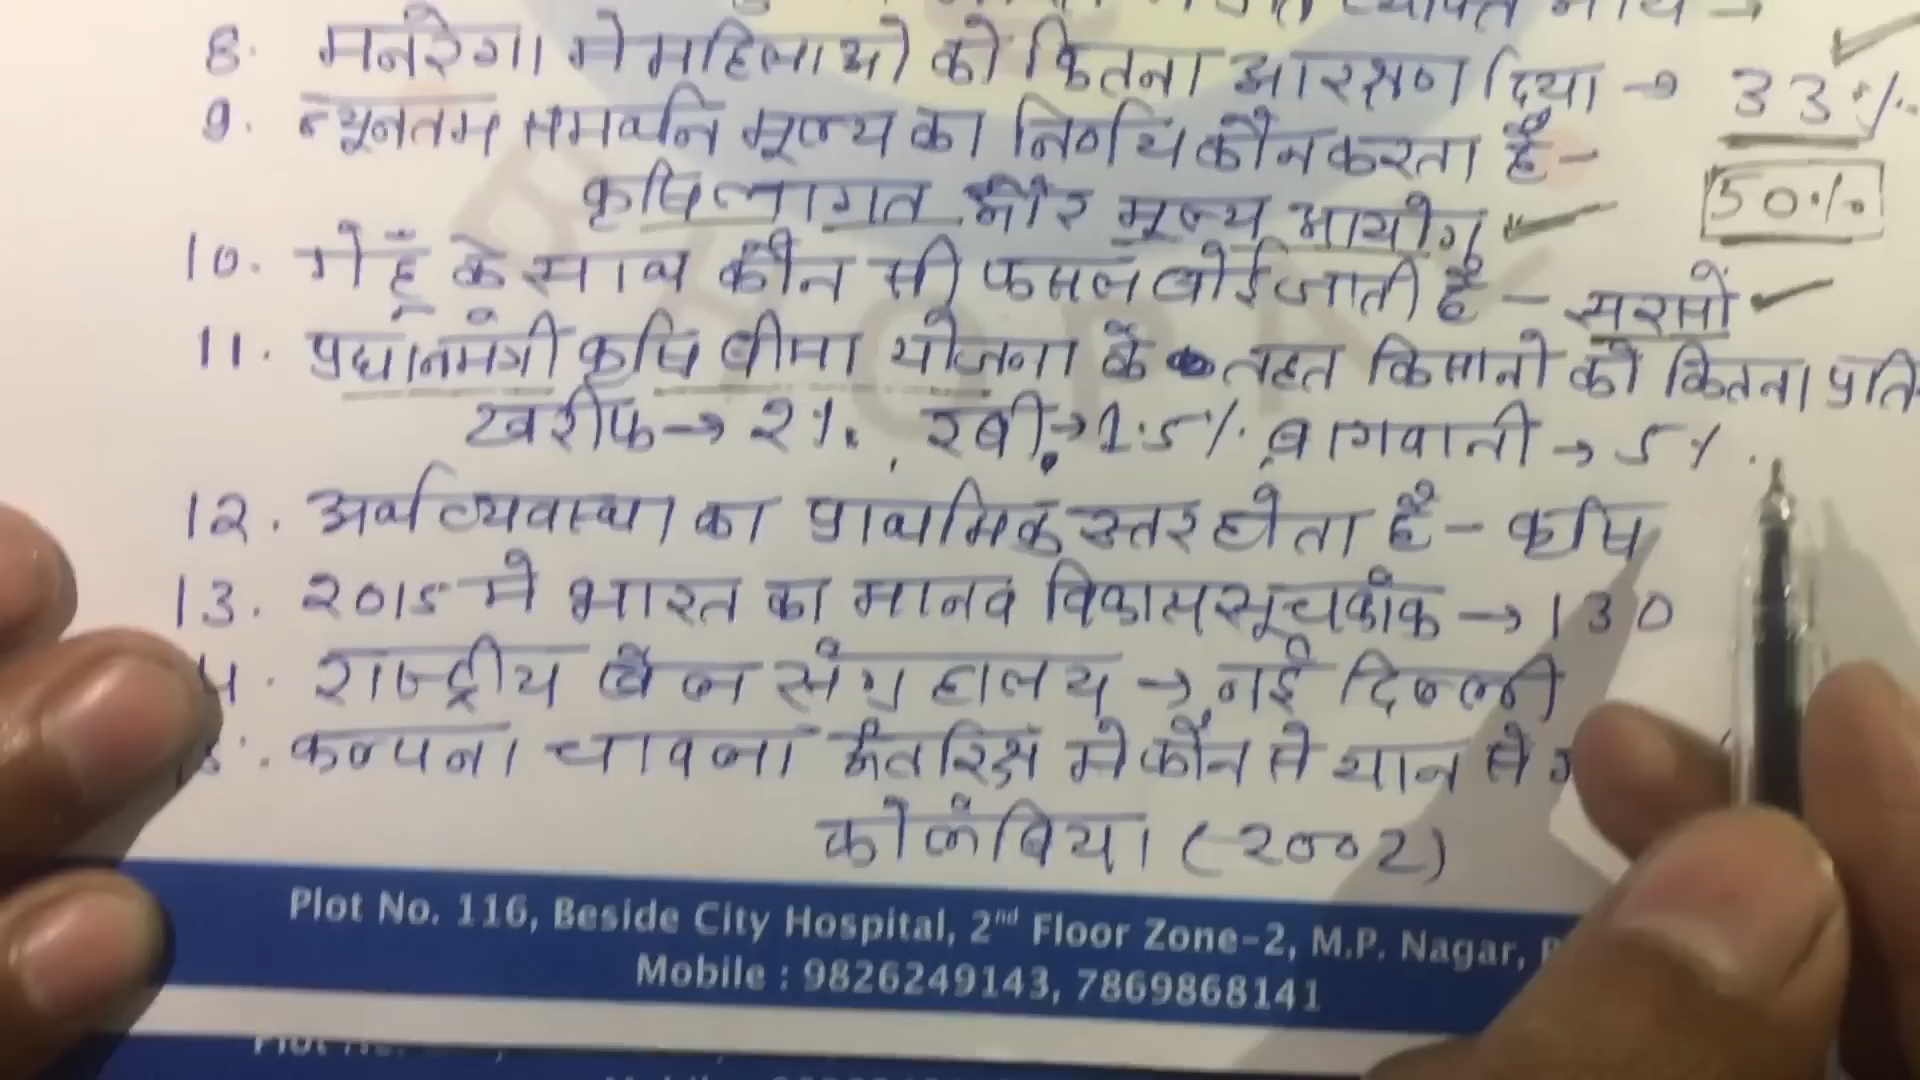 8. मनरेगा मे महिलाओ को कितना आरक्षण दिया → 33%
9. न्यूनतम समर्थन मूल्य का निर्णय कौन करता है-
50%
कृषि लागत और मूल्य आयोग
10. गेहूँ के साथ कौन सी फसल बोई जाती है - सरसो
11. प्रधानमंत्री कृषि बीमा योजना के तहत किसानो को कितना प्रति
खरीफ → 2%, रबी → 1.5%, बागवानी → 5%.
12. अर्थव्यवस्था का प्राथमिक स्तर होता है - कृषि
13. 2015 मे भारत का मानव विकास सूचकांक → 130
4. राष्ट्रीय खेल संग्रहालय → नई दिल्ली
कल्पना चावला अंतरिक्ष मे कौन से यान से
कोलंबिया (2002)
Plot No. 116, Beside City Hospital, 2nd Floor Zone-2, M.P. Nagar,
Mobile : 9826249143, 7869868141